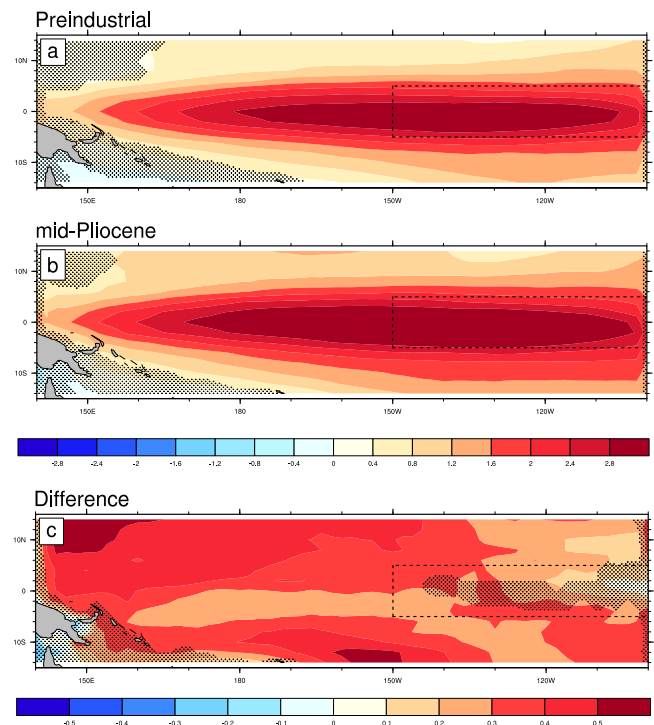 Preindustrial
a
10N
0
10S
150E 180 150W 120W
mid-Pliocene
b
10N
0
10S
150E 180 150W 120W
-2.8 -2.4 -2 -1.6 -1.2 -0.8 -0.4 0 0.4 0.8 1.2 1.6 2 2.4 2.8
Difference
c
10N
0
10S
150E 180 150W 120W
-0.5 -0.4 -0.3 -0.2 -0.1 0 0.1 0.2 0.3 0.4 0.5